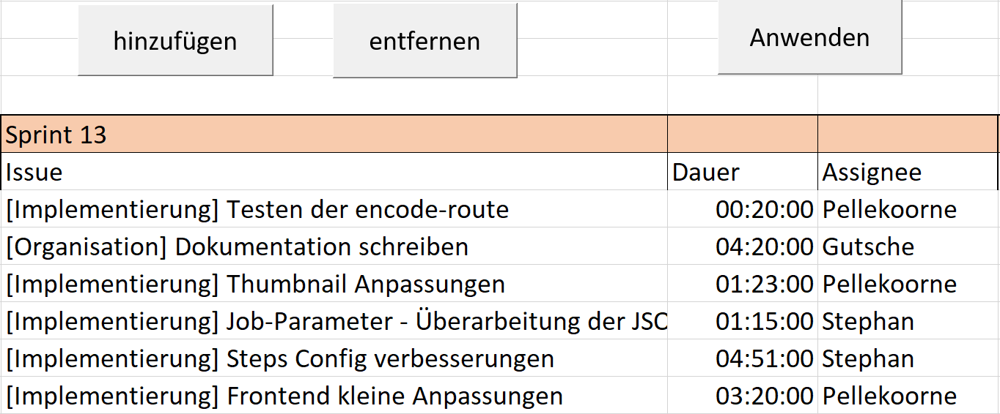 hinzufügen entfernen Anwenden
Sprint 13
Issue Dauer Assignee
[Implementierung] Testen der encode-route 00:20:00 Pellekoorne
[Organisation] Dokumentation schreiben 04:20:00 Gutsche
[Implementierung] Thumbnail Anpassungen 01:23:00 Pellekoorne
[Implementierung] Job-Parameter - Überarbeitung der 01:15:00 Stephan
[Implementierung] Steps Config verbesserungen 04:51:00 Stephan
[Implementierung] Frontend kleine Anpassungen 03:20:00 Pellekoorne